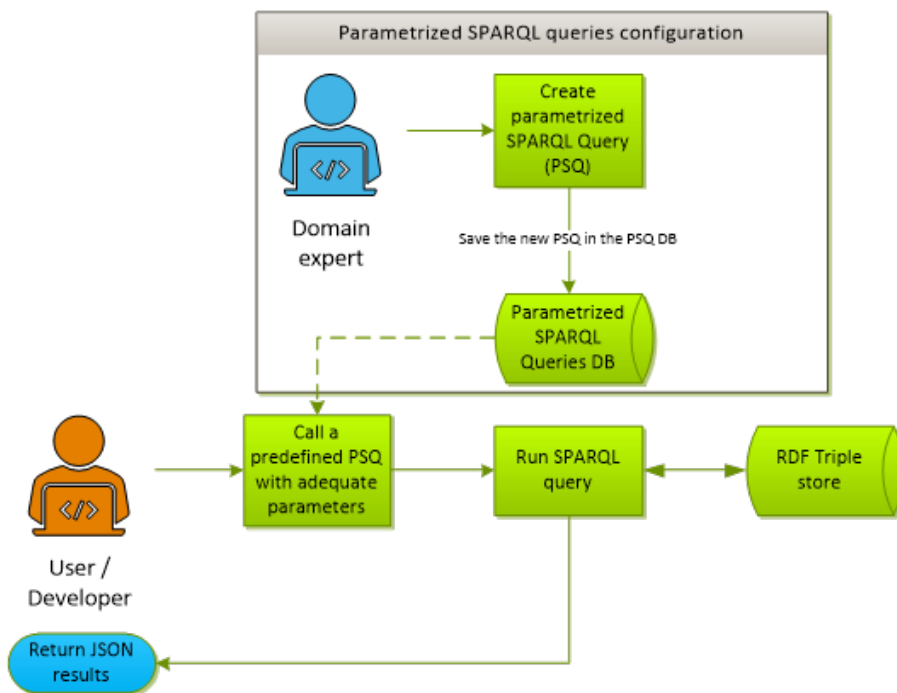 Parametrized SPARQL queries configuration
Create
parametrized
SPARQL Query
(PSQ)
</>
Domain
expert
Save the new PSQ in the PSQ DB
Parametrized
SPARQL
Queries DB
Call a
predefined PSQ
with adequate
parameters
Run SPARQL
query
RDF Triple
store
</>
User /
Developer
Return JSON
results